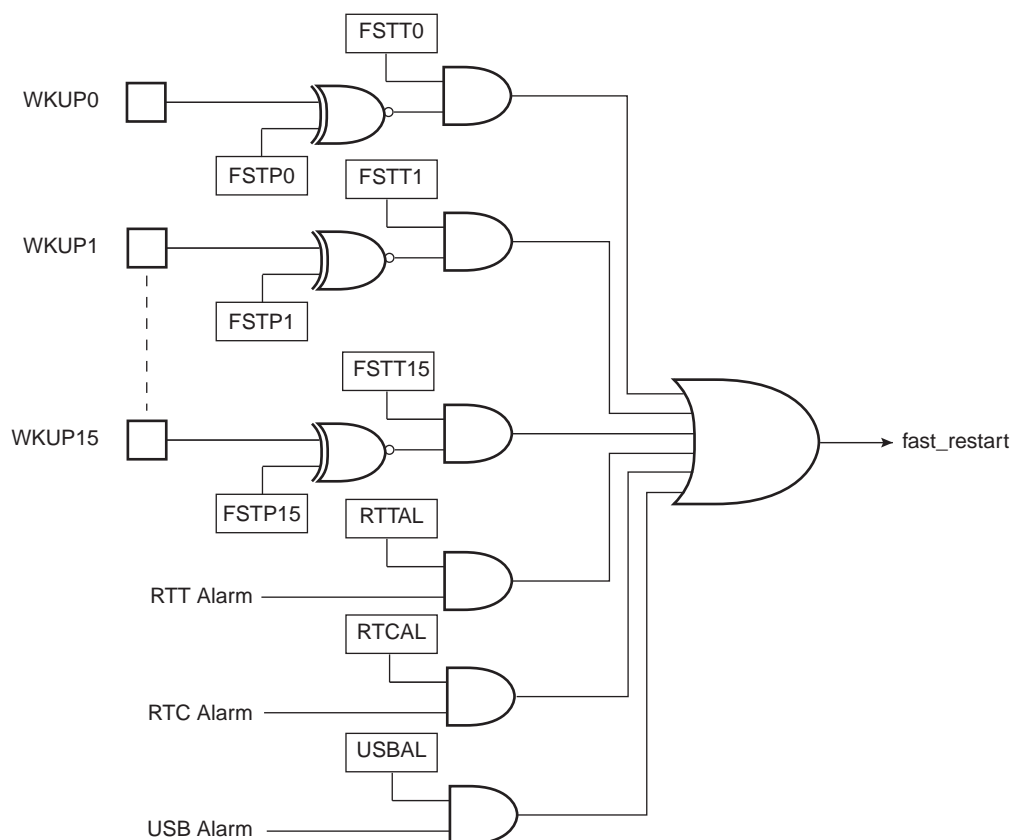 FSTT0
WKUP0
FSTP0
FSTT1
WKUP1
FSTP1
FSTT15
WKUP15
fast_restart
FSTP15
RTTAL
RTT Alarm
RTCAL
RTC Alarm
USBAL
USB Alarm